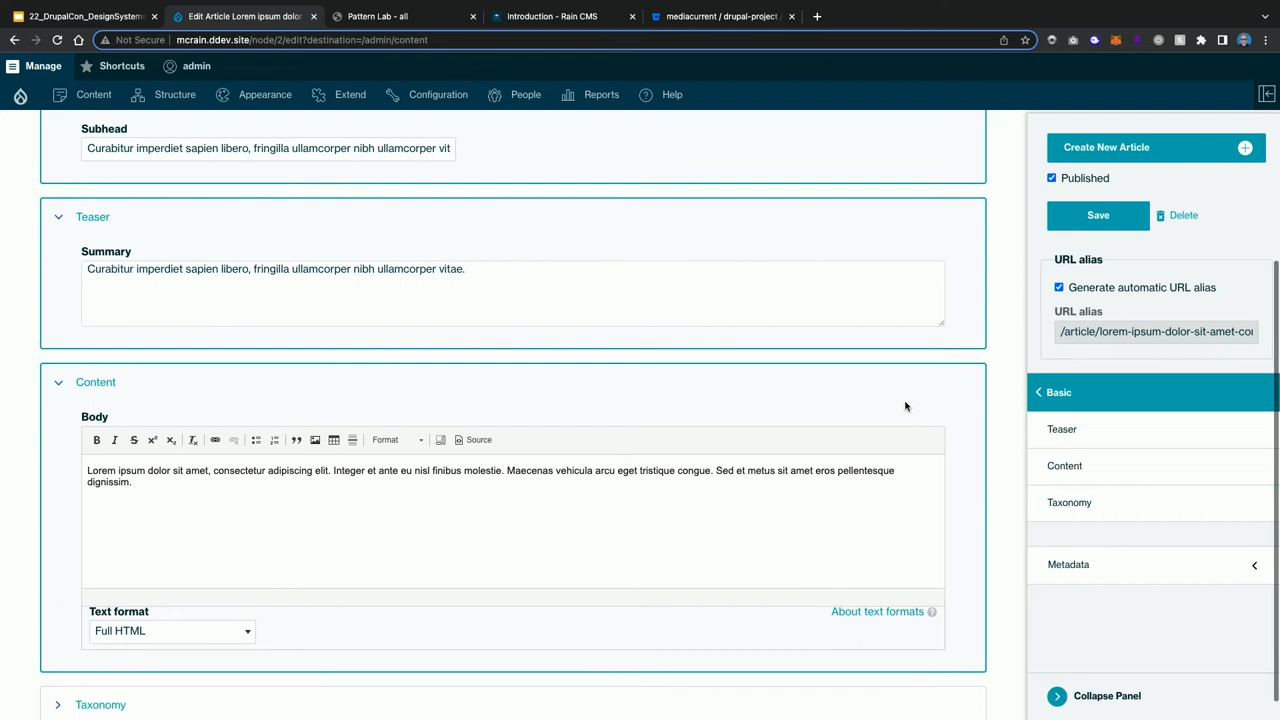 22_DrupalCon_DesignSystem
Edit Article Lorem ipsum dolor
Pattern Lab - all
Introduction - Rain CMS
mediacurrent / drupal-project /
Not Secure
mcrain.ddev.site/node/2/edit?destination=/admin/content
Manage
Shortcuts
admin
Content
Structure
Appearance
Extend
Configuration
People
Reports
Help
Subhead
Curabitur imperdiet sapien libero, fringilla ullamcorper nibh ullamcorper vit
Teaser
Summary
Curabitur imperdiet sapien libero, fringilla ullamcorper nibh ullamcorper vitae.
Content
Body
Format
Source
Lorem ipsum dolor sit amet, consectetur adipiscing elit. Integer et ante eu nisl finibus molestie. Maecenas vehicula arcu eget tristique congue. Sed et metus sit amet eros pellentesque
dignissim.
Text format
About text formats
Full HTML
Taxonomy
Create New Article
Published
Save
Delete
URL alias
Generate automatic URL alias
URL alias
/article/lorem-ipsum-dolor-sit-amet-co
Basic
Teaser
Content
Taxonomy
Metadata
Collapse Panel